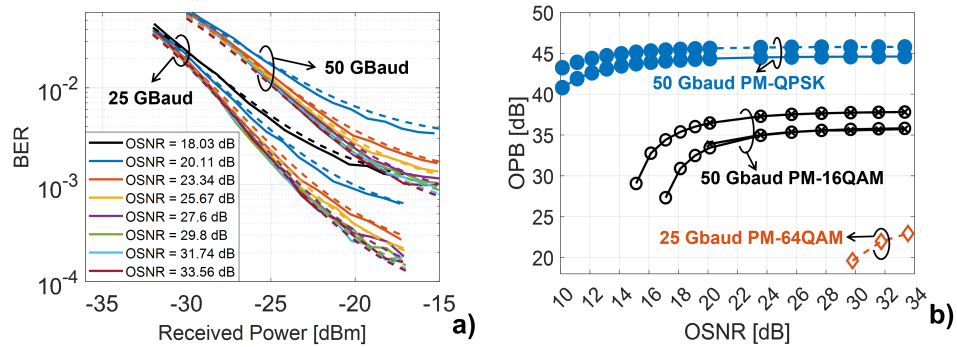 BER
10⁻²
10⁻³
10⁻⁴
50 GBaud
25 GBaud
OSNR = 18.03 dB
OSNR = 20.11 dB
OSNR = 23.34 dB
OSNR = 25.67 dB
OSNR = 27.6 dB
OSNR = 29.8 dB
OSNR = 31.74 dB
OSNR = 33.56 dB
-35 -30 -25 -20 -15
Received Power [dBm]
a)
OPB [dB]
50
45
40
35
30
25
20
50 Gbaud PM-QPSK
50 Gbaud PM-16QAM
25 Gbaud PM-64QAM
10 12 14 16 18 20 22 24 26 28 30 32 34
OSNR [dB]
b)